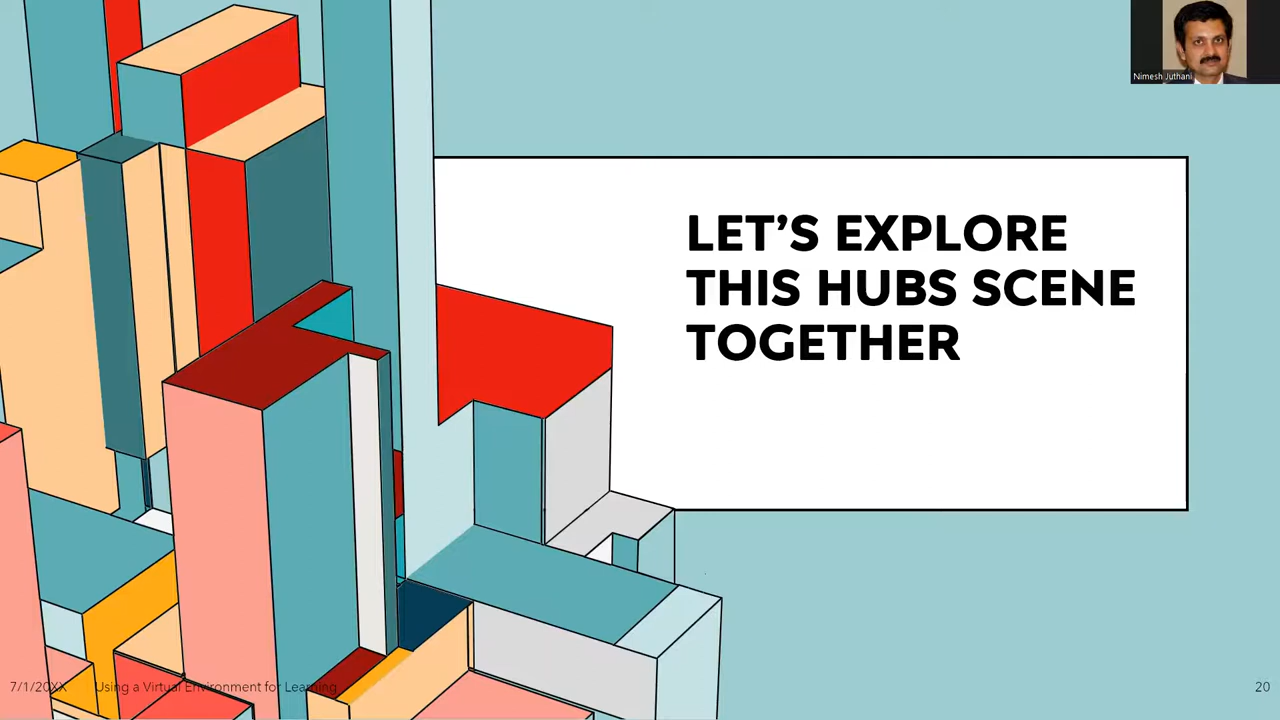 Nimesh Juthani
LET’S EXPLORE
THIS HUBS SCENE
TOGETHER
7/1/20XX
Using a Virtual Environment for Learning
20